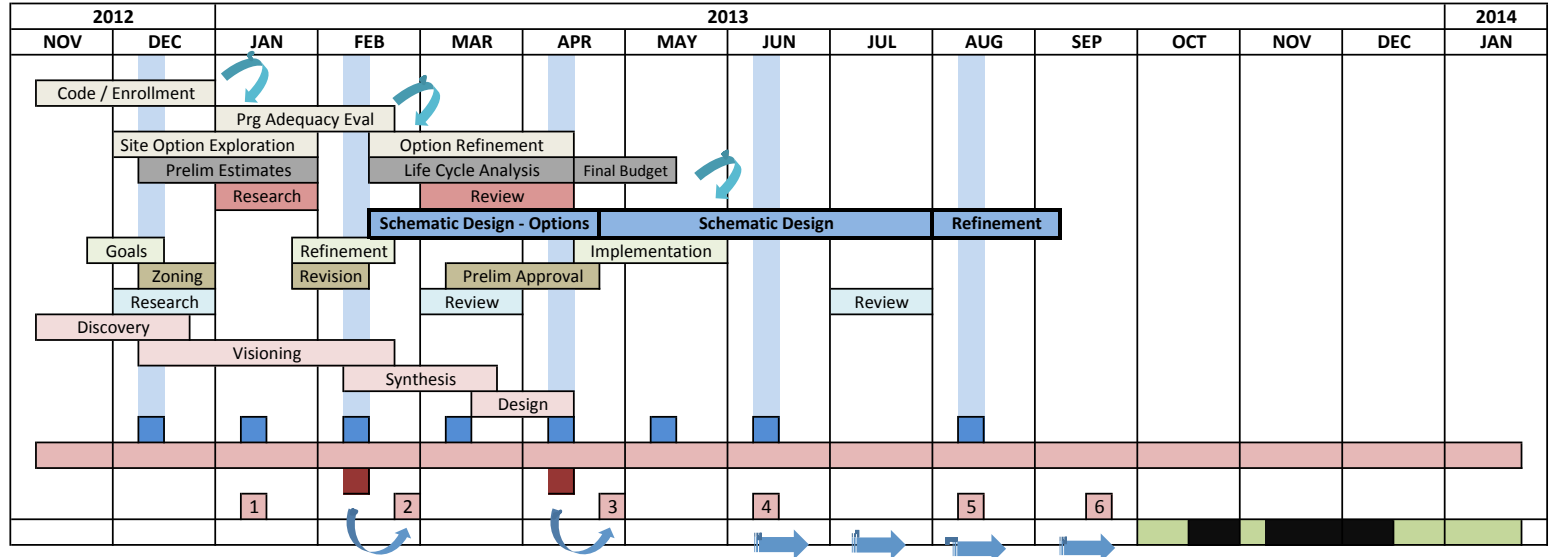 2012 2013 2014
NOV DEC JAN FEB MAR APR MAY JUN JUL AUG SEP OCT NOV DEC JAN
Code / Enrollment
Prg Adequacy Eval
Site Option Exploration Option Refinement
Prelim Estimates Life Cycle Analysis Final Budget
Research Review
Schematic Design - Options Schematic Design Refinement
Goals Refinement Implementation
Zoning Revision Prelim Approval
Research Review Review
Discovery
Visioning
Synthesis
Design
1 2 3 4 5 6